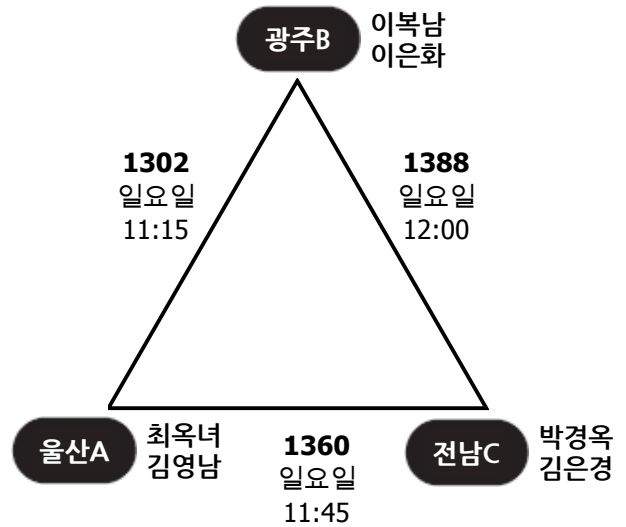 광주B
이복남
이은화
1302
일요일
11:15
1388
일요일
12:00
울산A
최옥녀
김영남
1360
일요일
11:45
전남C
박경옥
김은경